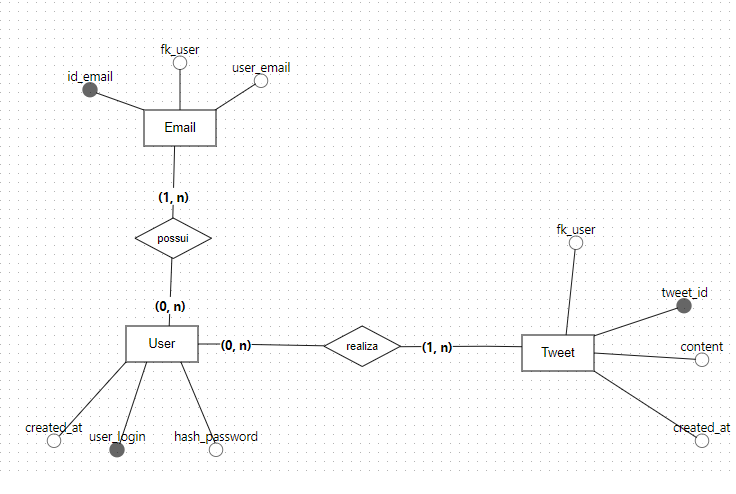 fk_user
id_email
user_email
Email
(1, n)
possui
(0, n)
User
(0, n)
realiza
(1, n)
Tweet
fk_user
tweet_id
content
created_at
created_at
user_login
hash_password